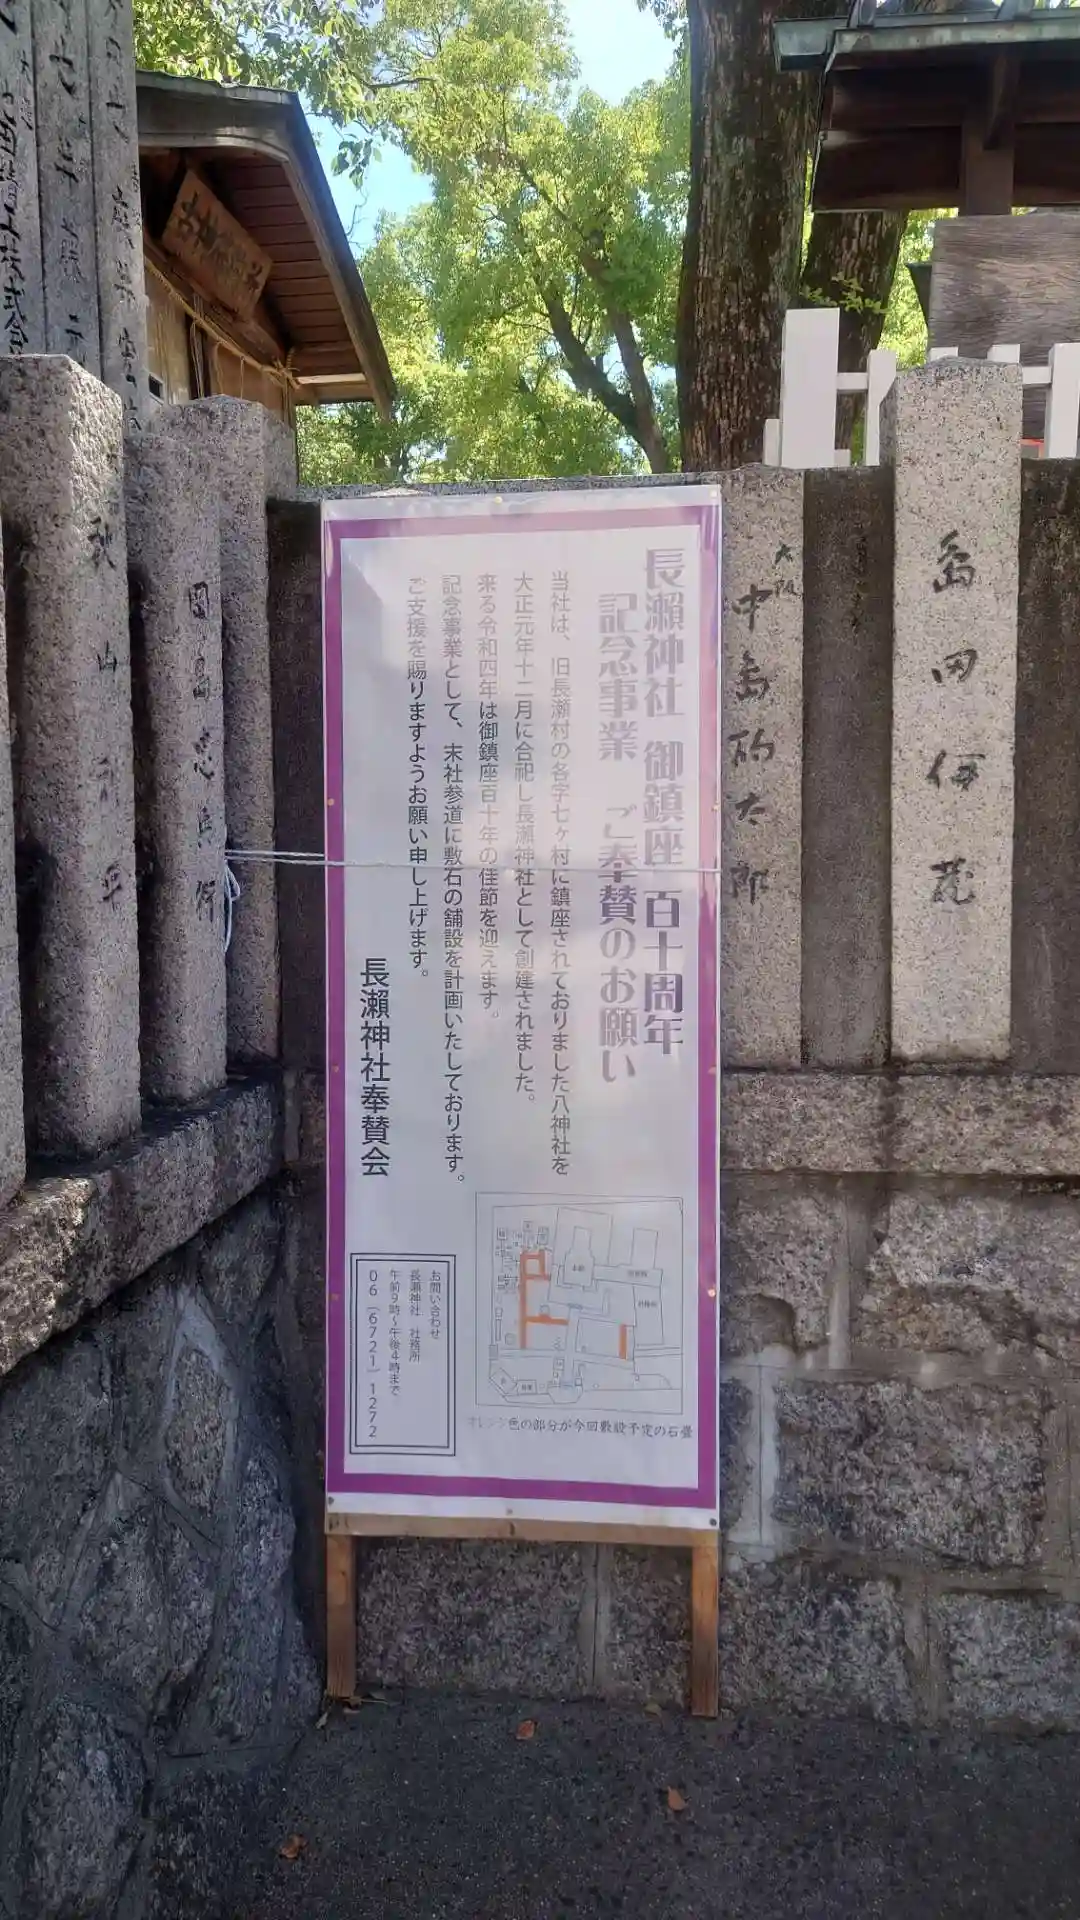 長瀬神社 御鎮座 百十周年
記念事業 ご奉賛のお願い
当社は、旧長瀬村の各字七ヶ村に鎮座されておりました八神社を
大正元年十二月に合祀し長瀬神社として創建されました。
来る令和四年は御鎮座百十年の佳節を迎えます。
記念事業として、末社参道に敷石の舗設を計画いたしております。
ご支援を賜りますようお願い申し上げます。
長瀬神社奉賛会
オレンジ色の部分が今回敷設予定の石畳
お問い合わせ
長瀬神社 社務所
午前9時~午後4時まで
06(6721)1272
島田伊蔵
大阪
中島 太郎